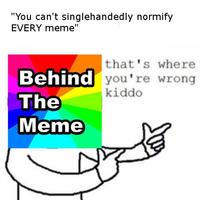 "You can't singlehandedly normify
EVERY meme"
that's where
you're wrong
kiddo
Behind
The
Meme